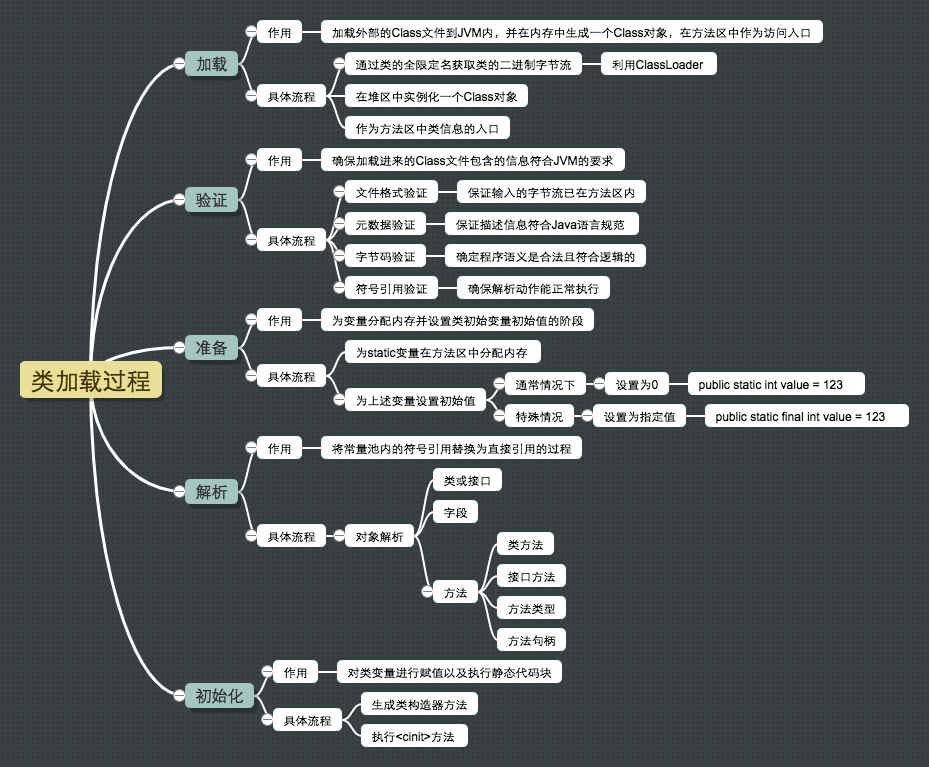 类加载过程
加载
作用
加载外部的Class文件到JVM内，并在内存中生成一个Class对象，在方法区中作为访问入口
具体流程
通过类的全限定名获取类的二进制字节流
利用ClassLoader
在堆区中实例化一个Class对象
作为方法区中类信息的入口
验证
作用
确保加载进来的Class文件包含的信息符合JVM的要求
具体流程
文件格式验证
保证输入的字节流已在方法区内
元数据验证
保证描述信息符合Java语言规范
字节码验证
确定程序语义是合法且符合逻辑的
符号引用验证
确保解析动作能正常执行
准备
作用
为变量分配内存并设置类初始变量初始值的阶段
具体流程
为static变量在方法区中分配内存
为上述变量设置初始值
通常情况下
设置为0
public static int value = 123
特殊情况
设置为指定值
public static final int value = 123
解析
作用
将常量池内的符号引用替换为直接引用的过程
具体流程
对象解析
类或接口
字段
方法
类方法
接口方法
方法类型
方法句柄
初始化
作用
对类变量进行赋值以及执行静态代码块
具体流程
生成类构造器方法
执行<cinit>方法